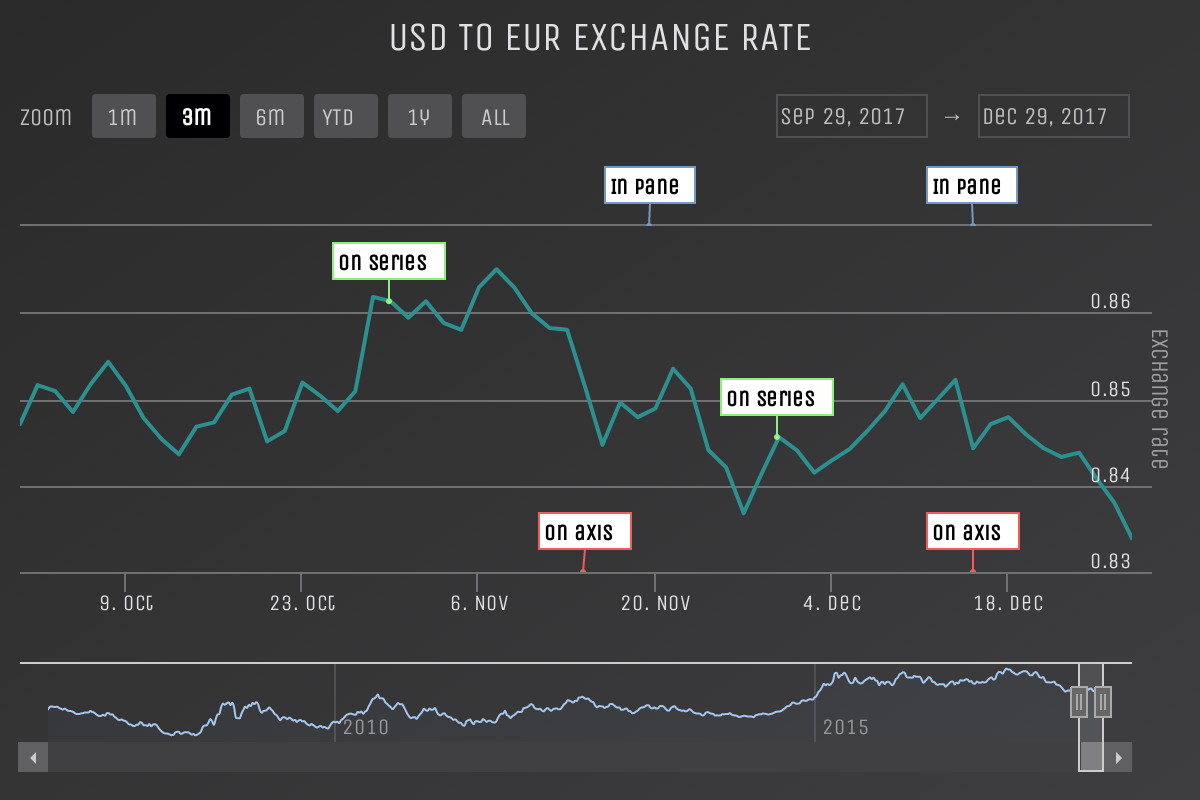 USD TO EUR EXCHANGE RATE
Zoom 1m 3m 6m YTD 1Y All Sep 29, 2017 → Dec 29, 2017
In pane In pane
On series
0.86
Exchange rate
0.85
On series
0.84
On axis On axis
0.83
9. Oct 23. Oct 6. Nov 20. Nov 4. Dec 18. Dec
2010 2015